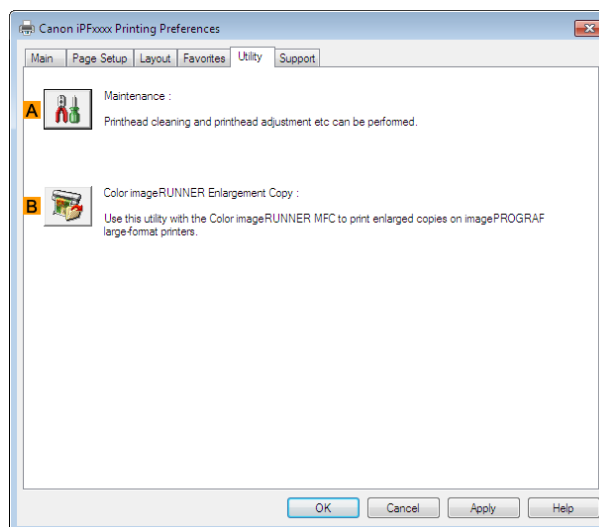 Canon iPFxxxx Printing Preferences
Main Page Setup Layout Favorites Utility Support
A
Maintenance :
Printhead cleaning and printhead adjustment etc can be performed.
B
Color imageRUNNER Enlargement Copy :
Use this utility with the Color imageRUNNER MFC to print enlarged copies on imagePROGRAF
large-format printers.
OK Cancel Apply Help